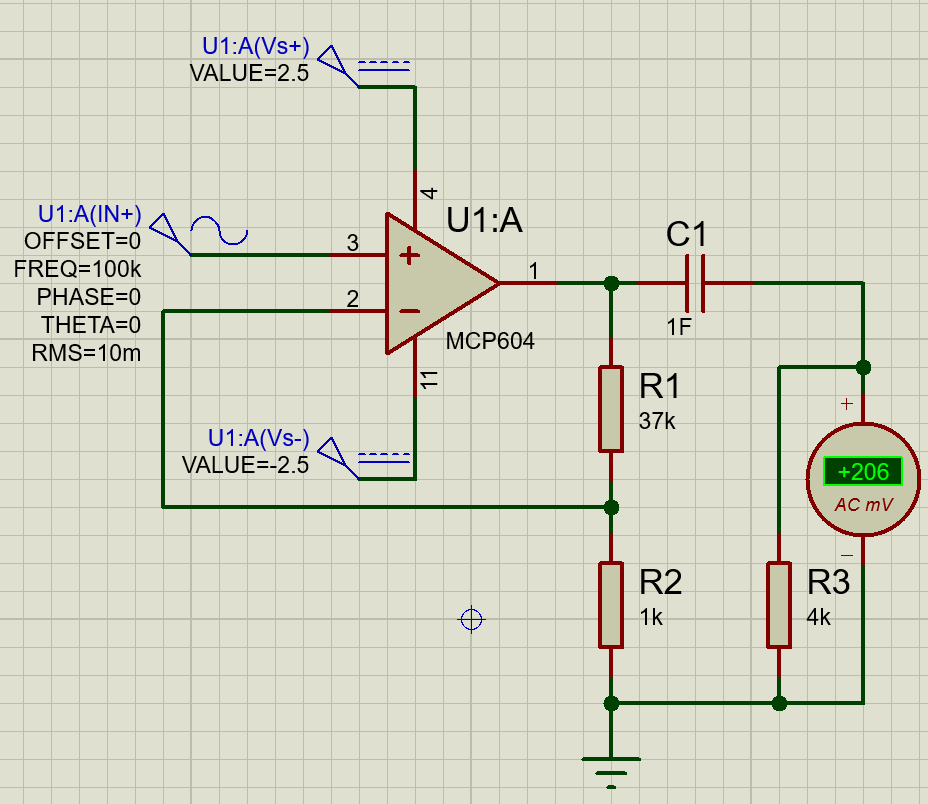 U1:A(Vs+)
VALUE=2.5
4
U1:A(IN+)
OFFSET=0
FREQ=100k
PHASE=0
THETA=0
RMS=10m
3
2
+
−
U1:A
1
MCP604
11
C1
1F
U1:A(Vs-)
VALUE=-2.5
R1
37k
+
+206
AC mV
−
R2
1k
R3
4k